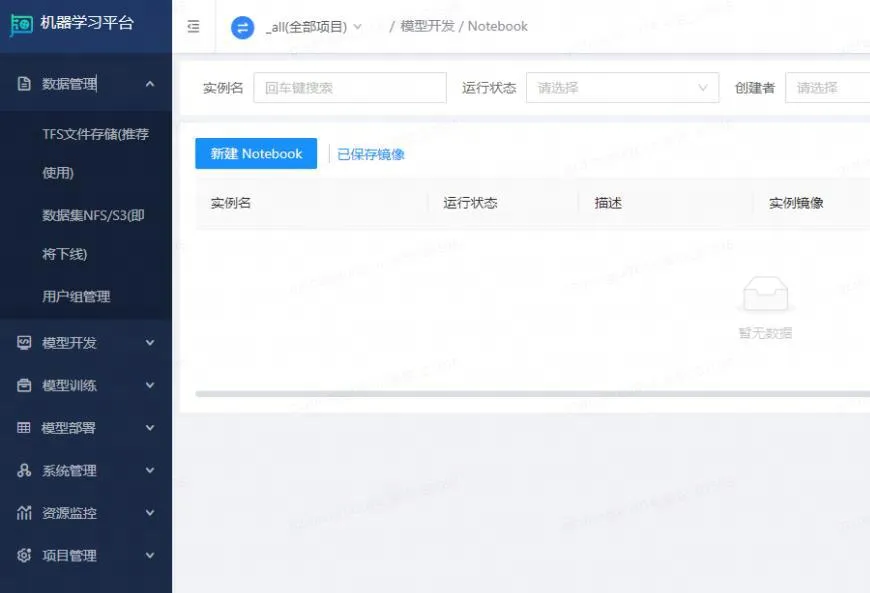 机器学习平台
_all(全部项目)
/ 模型开发 / Notebook
数据管理
TFS文件存储(推荐
使用)
数据集NFS/S3(即
将下线)
用户组管理
模型开发
模型训练
模型部署
系统管理
资源监控
项目管理
实例名
回车键搜索
运行状态
请选择
创建者
请选择
新建 Notebook
已保存镜像
实例名
运行状态
描述
实例镜像
暂无数据